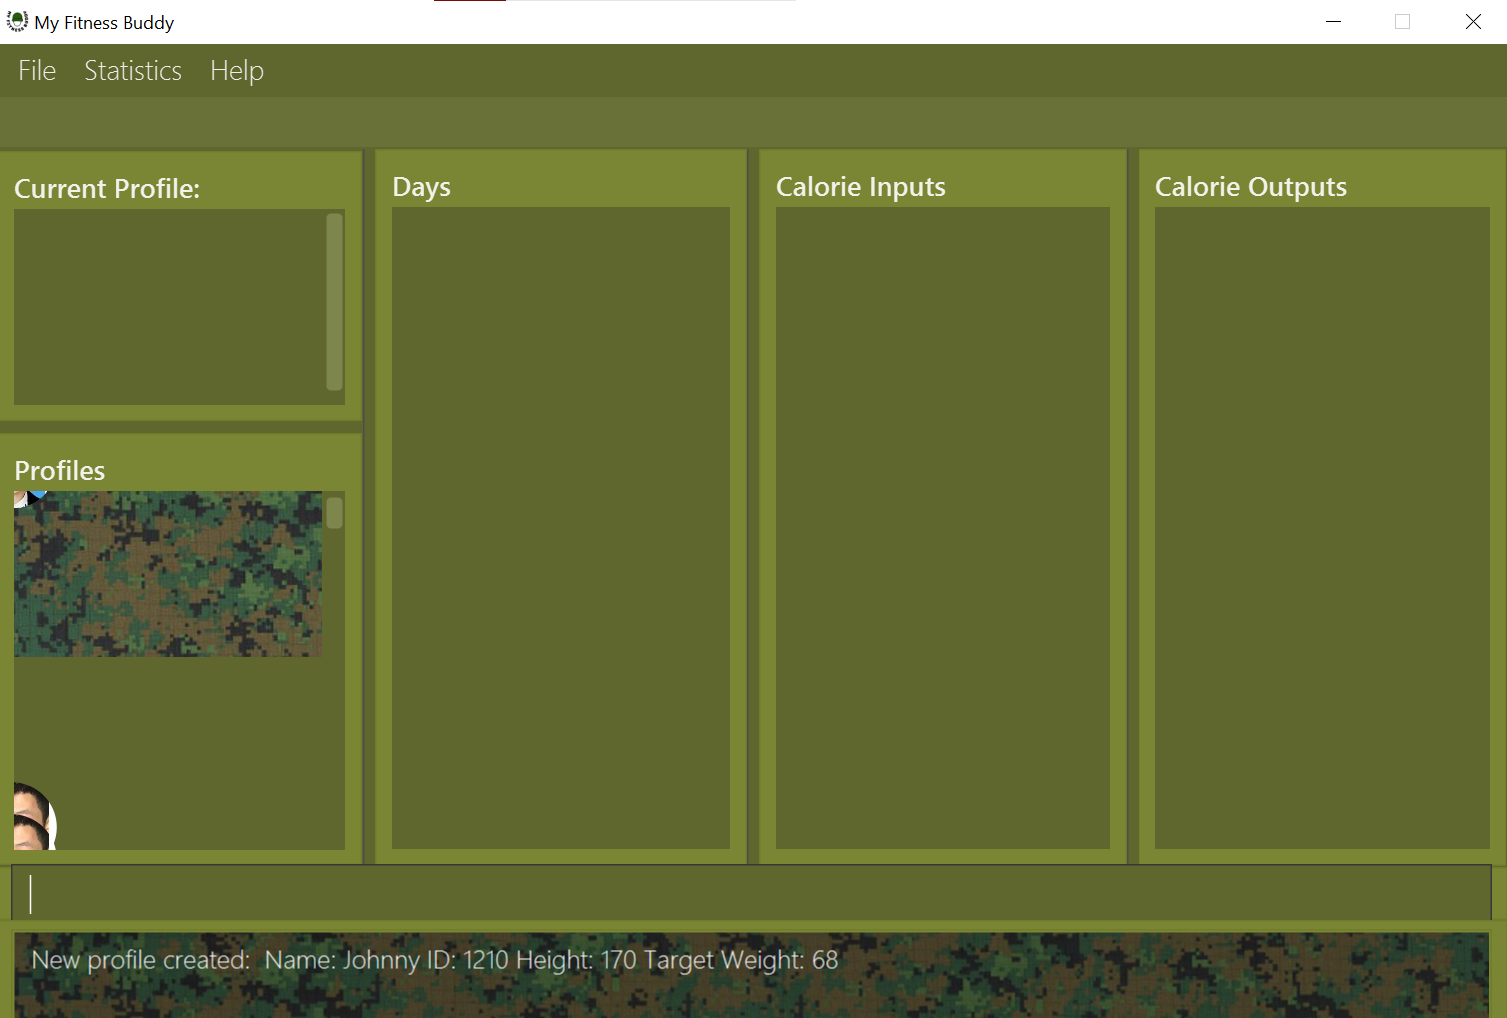 My Fitness Buddy
File Statistics Help
Current Profile:
Days
Calorie Inputs
Calorie Outputs
Profiles
New profile created:  Name: Johnny ID: 1210 Height: 170 Target Weight: 68